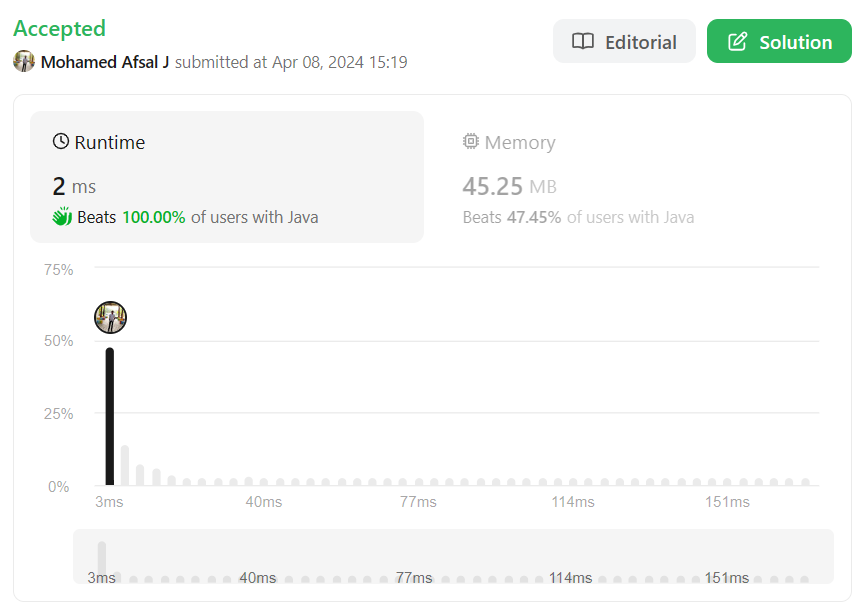 Accepted
Editorial
Solution
Mohamed Afsal J submitted at Apr 08, 2024 15:19
Runtime
2 ms
Beats 100.00% of users with Java
Memory
45.25 MB
Beats 47.45% of users with Java
75%
50%
25%
0%
3ms 40ms 77ms 114ms 151ms
3ms 40ms 77ms 114ms 151ms